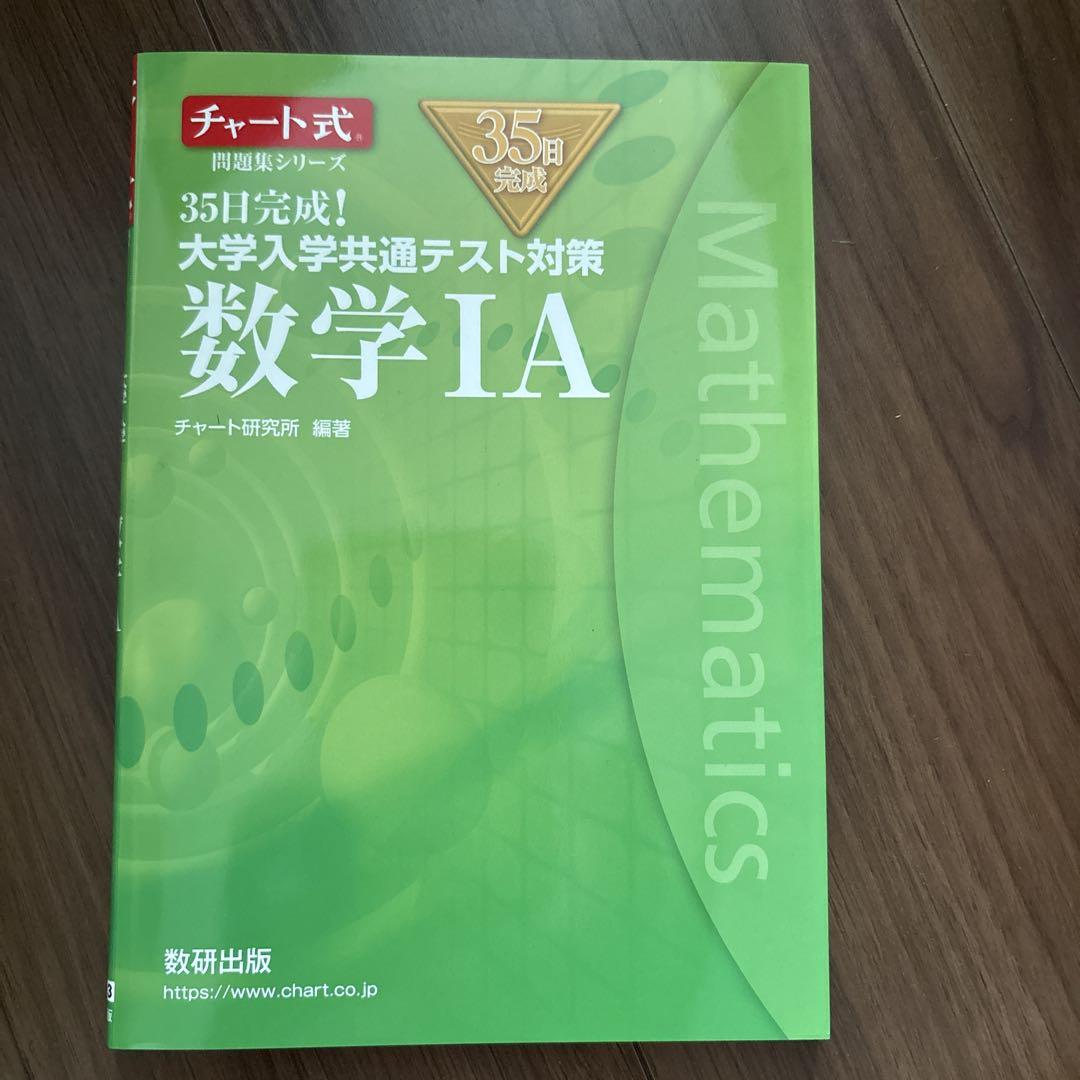 チャート式®
問題集シリーズ
35日完成!
大学入学共通テスト対策
数学IA
チャート研究所 編著
35日
完成
Mathematics
数研出版
https://www.chart.co.jp